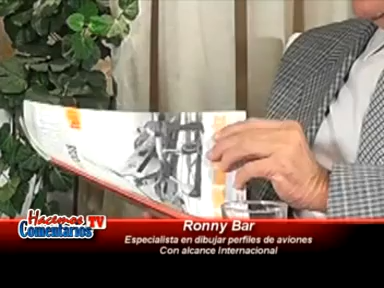 Ronny Bar
Especialista en dibujar perfiles de aviones
Con alcance Internacional
Hacemos TV
Comentarios